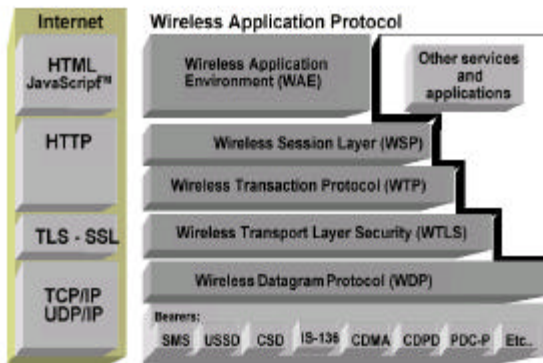 Internet
HTML
JavaScript™
HTTP
TLS - SSL
TCP/IP
UDP/IP
Wireless Application Protocol
Wireless Application
Environment (WAE)
Other services
and
applications
Wireless Session Layer (WSP)
Wireless Transaction Protocol (WTP)
Wireless Transport Layer Security (WTLS)
Wireless Datagram Protocol (WDP)
Bearers:
SMS USSD CSD IS-136 CDMA CDPD PDC-P Etc..